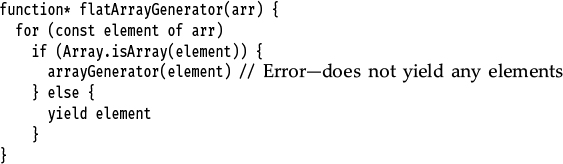 function* flatArrayGenerator(arr) {
  for (const element of arr)
    if (Array.isArray(element)) {
      arrayGenerator(element) // Error—does not yield any elements
    } else {
      yield element
    }
}